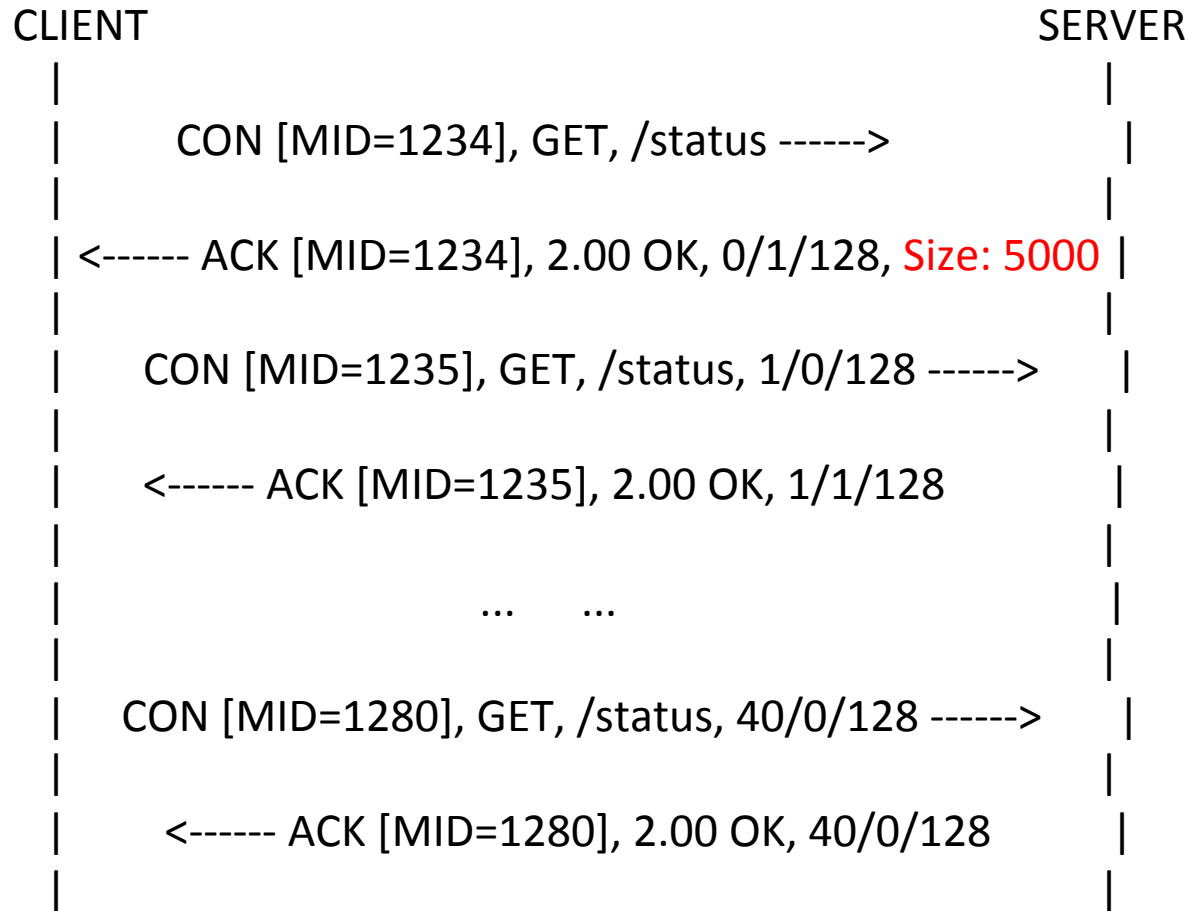 CLIENT SERVER
| |
| CON [MID=1234], GET, /status ------> |
| |
| <------ ACK [MID=1234], 2.00 OK, 0/1/128, Size: 5000 |
| |
| CON [MID=1235], GET, /status, 1/0/128 ------> |
| |
| <------ ACK [MID=1235], 2.00 OK, 1/1/128 |
| |
| ... ... |
| |
| CON [MID=1280], GET, /status, 40/0/128 ------> |
| |
| <------ ACK [MID=1280], 2.00 OK, 40/0/128 |
| |